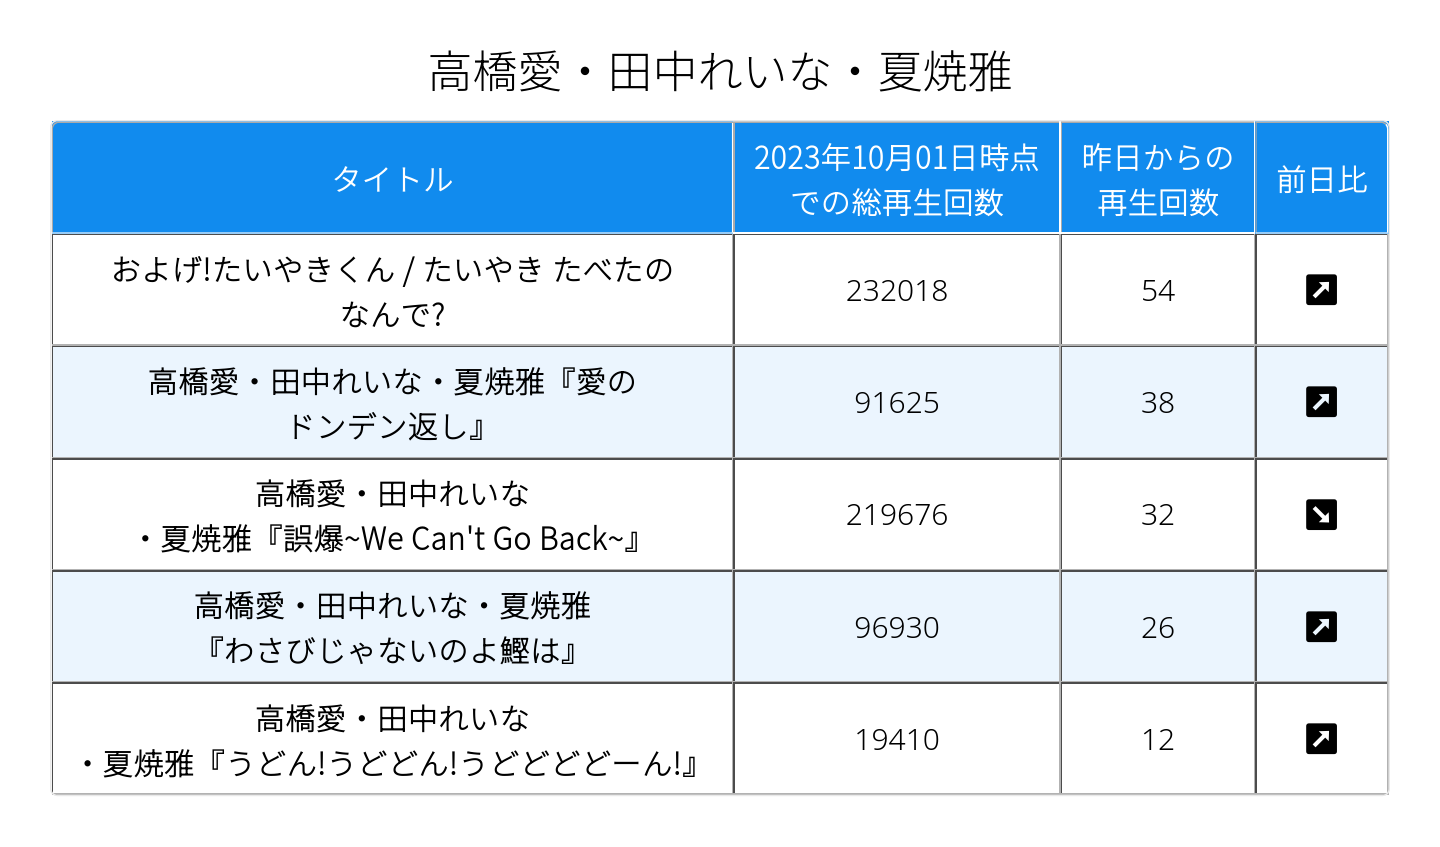 高橋愛・田中れいな・夏焼雅
タイトル
2023年10月01日時点
での総再生回数
昨日からの
再生回数
前日比
およげ!たいやきくん / たいやき たべたの
なんで?
232018
54
高橋愛・田中れいな・夏焼雅『愛の
ドンデン返し』
91625
38
高橋愛・田中れいな
・夏焼雅『誤爆~We Can't Go Back~』
219676
32
高橋愛・田中れいな・夏焼雅
『わさびじゃないのよ鰹は』
96930
26
高橋愛・田中れいな
・夏焼雅『うどん!うどどん!うどどどどーん!』
19410
12